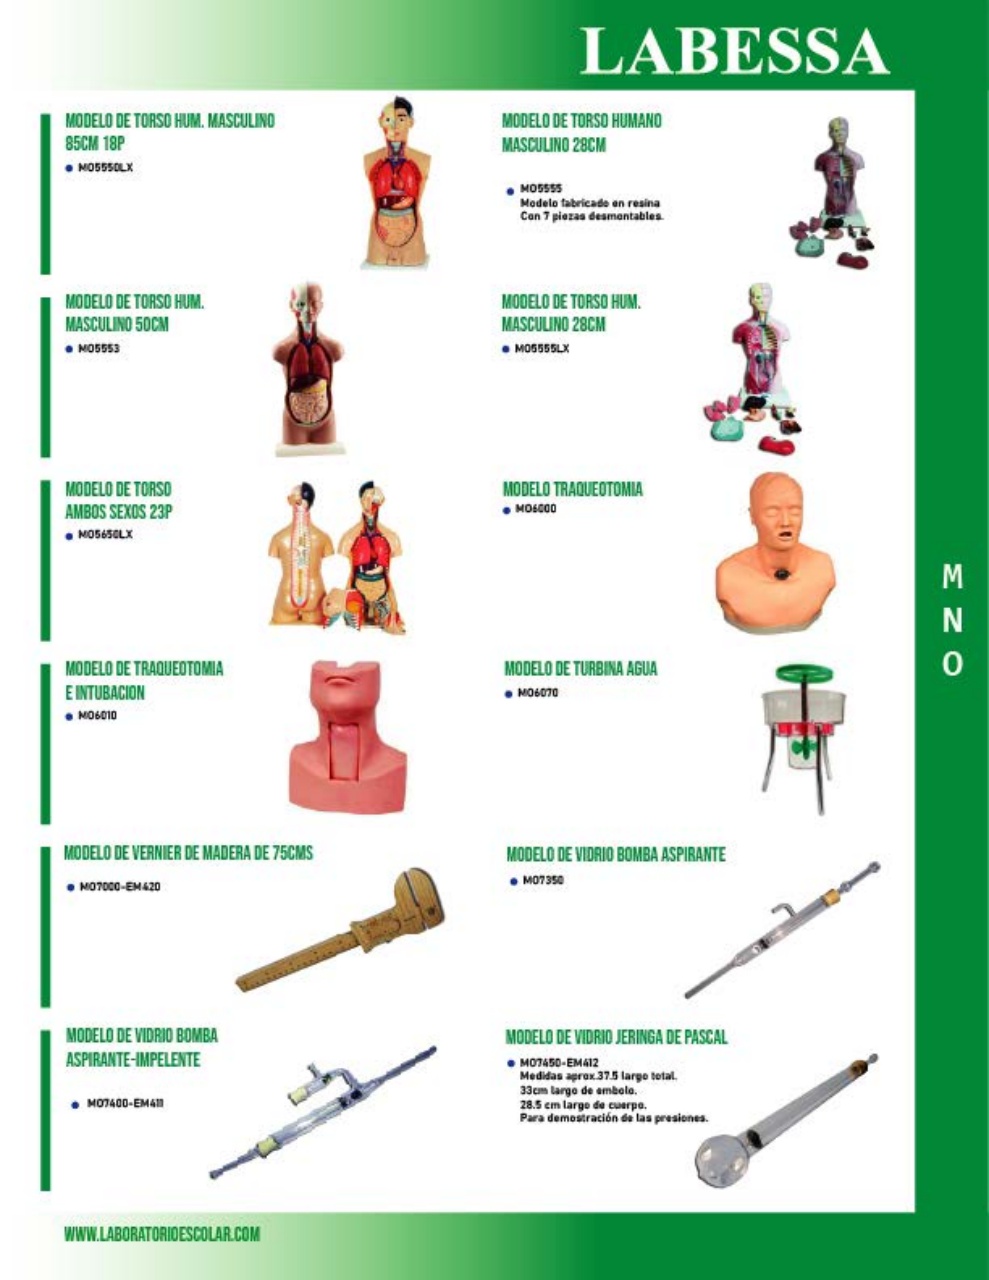 LABESSA
MODELO DE TORSO HUM. MASCULINO
85CM 18P
MO5550LX
MODELO DE TORSO HUMANO
MASCULINO 28CM
MO5555
Modelo fabricado en resina
Con 7 piezas desmontables.
MODELO DE TORSO HUM.
MASCULINO 50CM
MO5553
MODELO DE TORSO HUM.
MASCULINO 28CM
MO5555LX
MODELO DE TORSO
AMBOS SEXOS 23P
MO5650LX
MODELO TRAQUEOTOMIA
MO6000
M
N
O
MODELO DE TRAQUEOTOMIA
E INTUBACION
MO6010
MODELO DE TURBINA AGUA
MO6070
MODELO DE VERNIER DE MADERA DE 75CMS
MO7000-EM420
MODELO DE VIDRIO BOMBA ASPIRANTE
MO7350
MODELO DE VIDRIO BOMBA
ASPIRANTE-IMPELENTE
MO7400-EM411
MODELO DE VIDRIO JERINGA DE PASCAL
MO7450-EM412
Medidas aprox.37.5 largo total.
33cm largo de embolo.
28.5 cm largo de cuerpo.
Para demostración de las presiones.
WWW.LABORATORIOESCOLAR.COM